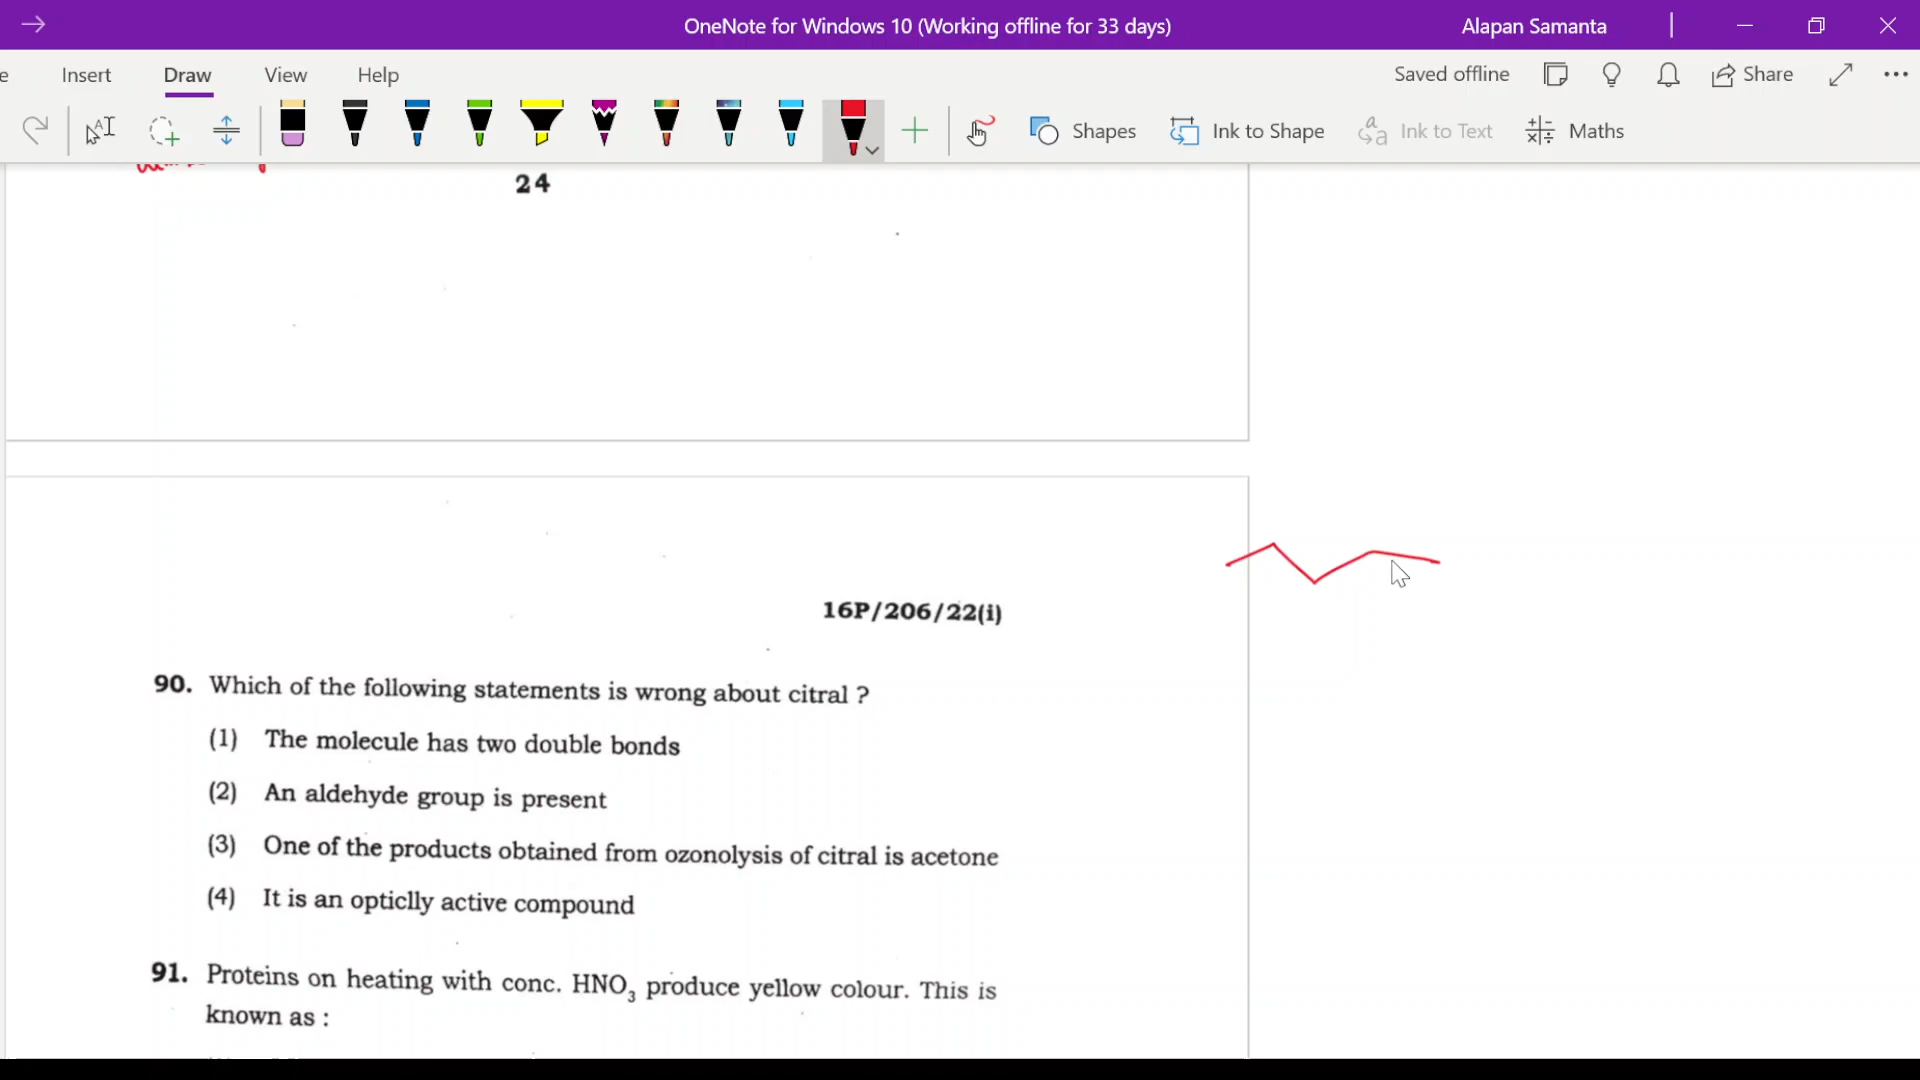 OneNote for Windows 10 (Working offline for 33 days)
Alapan Samanta
Insert
Draw
View
Help
Saved offline
Share
Shapes
Ink to Shape
Ink to Text
Maths
24
16P/206/22(i)
90. Which of the following statements is wrong about citral ?
(1) The molecule has two double bonds
(2) An aldehyde group is present
(3) One of the products obtained from ozonolysis of citral is acetone
(4) It is an opticlly active compound
91. Proteins on heating with conc. HNO₃ produce yellow colour. This is
known as :